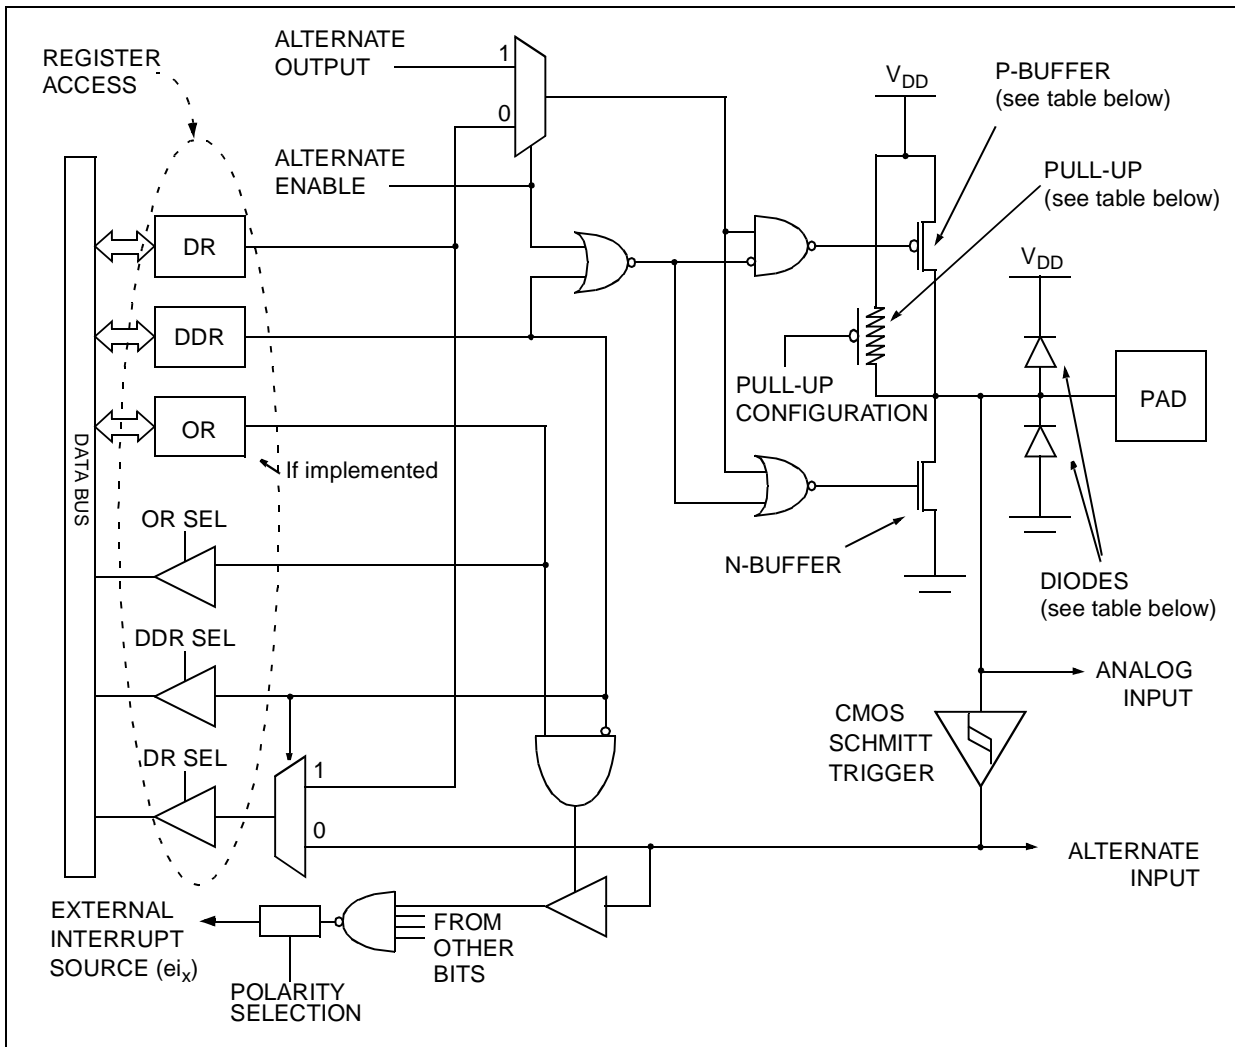 REGISTER
ACCESS
ALTERNATE
OUTPUT
1
0
ALTERNATE
ENABLE
VDD
P-BUFFER
(see table below)
PULL-UP
(see table below)
DR
DDR
OR
If implemented
DATA BUS
VDD
PULL-UP
CONFIGURATION
PAD
N-BUFFER
DIODES
(see table below)
OR SEL
DDR SEL
DR SEL
1
0
ANALOG
INPUT
CMOS
SCHMITT
TRIGGER
ALTERNATE
INPUT
EXTERNAL
INTERRUPT
SOURCE (eix)
POLARITY
SELECTION
FROM
OTHER
BITS